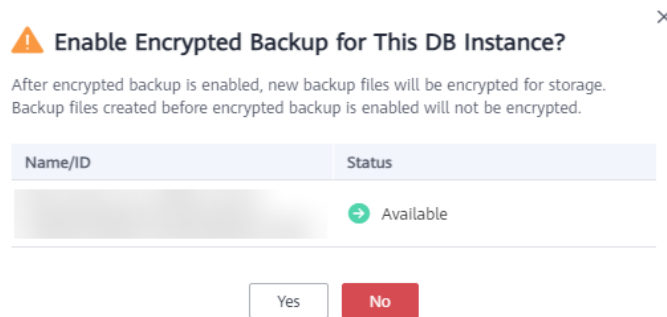 Enable Encrypted Backup for This DB Instance?
After encrypted backup is enabled, new backup files will be encrypted for storage.
Backup files created before encrypted backup is enabled will not be encrypted.
Name/ID Status
Available
Yes No